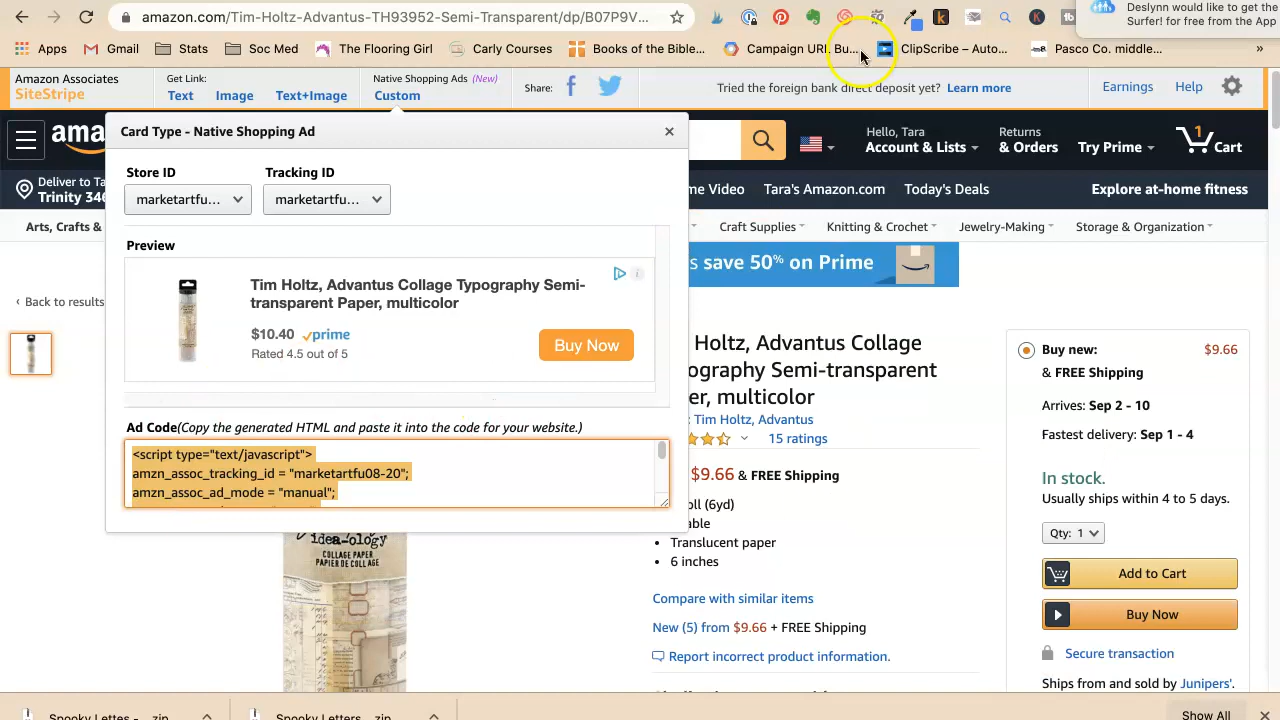 amazon.com/Tim-Holtz-Advantus-TH93952-Semi-Transparent/dp/B07P9V...
Deslynn would like to get the
Surfer! for free from the App
Apps
Gmail
Taxes
Soc Med
The Flooring Girl
Carly Courses
Books of the Bible...
Campaign URL Bu...
ClipScribe – Auto...
Pasco Co. middle...
»
Amazon Associates
SiteStripe
Get Link:
Text
Image
Text+Image
Native Shopping Ads (New)
Custom
Share:
Tried the foreign bank direct deposit yet? Learn more
Earnings
Help
Card Type - Native Shopping Ad
Store ID
Tracking ID
marketartfu...
marketartfu...
Preview
Tim Holtz, Advantus Collage Typography Semi-
transparent Paper, multicolor
$10.40 prime
Rated 4.5 out of 5
Buy Now
Ad Code(Copy the generated HTML and paste it into the code for your website.)
<script type="text/javascript">
amzn_assoc_tracking_id = "marketartfu08-20";
amzn_assoc_ad_mode = "manual";
ama
Hello, Tara
Account & Lists
Returns
& Orders
Try Prime
1
Cart
Deliver to Ta
Trinity 346
me Video
Tara's Amazon.com
Today's Deals
Explore at-home fitness
Arts, Crafts &
Craft Supplies
Knitting & Crochet
Jewelry-Making
Storage & Organization
s save 50% on Prime
‹ Back to results
Holtz, Advantus Collage
ography Semi-transparent
er, multicolor
: Tim Holtz, Advantus
15 ratings
$9.66 & FREE Shipping
oll (6yd)
able
• Translucent paper
• 6 inches
Compare with similar items
New (5) from $9.66 + FREE Shipping
Report incorrect product information.
idea-ology
COLLAGE PAPER
PAPIER DE COLLAGE
Buy new:
$9.66
& FREE Shipping
Arrives: Sep 2 - 10
Fastest delivery: Sep 1 - 4
In stock.
Usually ships within 4 to 5 days.
Qty: 1
Add to Cart
Buy Now
Secure transaction
Ships from and sold by Junipers'.
Spooky Lettes - ....zip
Spooky Letters....zip
Show All